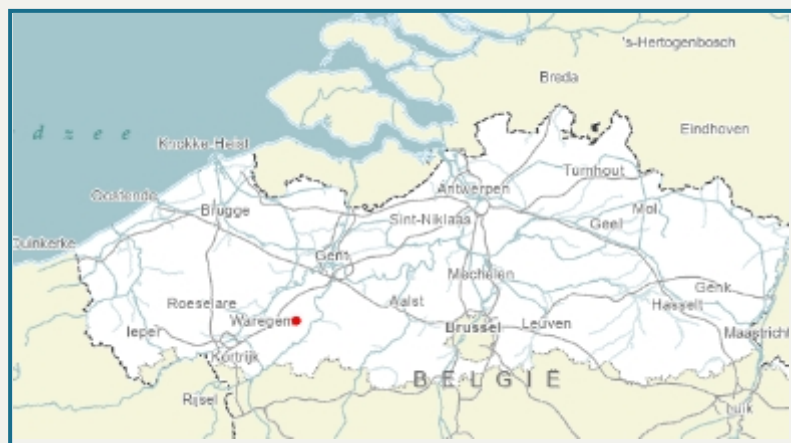 's-Hertogenbosch
Breda
Eindhoven
d z e e
Knokke-Heist
Turnhout
Antwerpen
Oostende
Mol
Brugge
Sint-Niklaas
Geel
Duinkerke
Gent
Mechelen
Genk
Roeselare
Aalst
Hasselt
Waregem
Ieper
Brussel
Leuven
Maastricht
Kortrijk
BELGIË
Rijsel
Luik